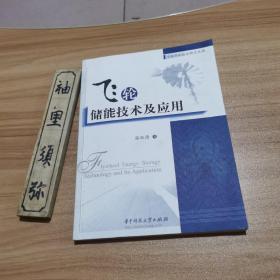 飞轮
储能技术及应用
著
Flywheel Energy Storage
Technology and Its Application
华中科技大学出版社
袖里须弥